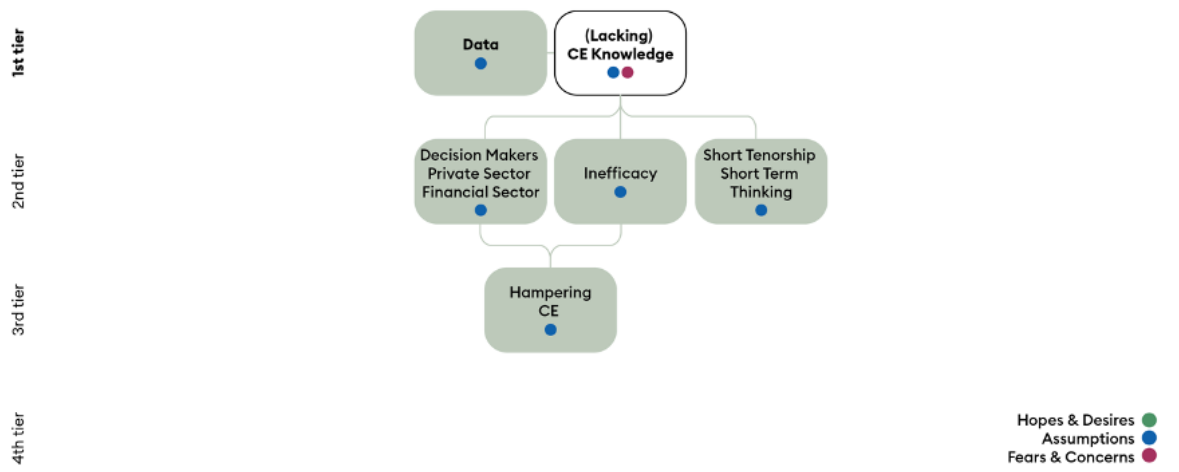 1st tier
Data
(Lacking)
CE Knowledge
2nd tier
Decision Makers
Private Sector
Financial Sector
Inefficacy
Short Tenorship
Short Term
Thinking
3rd tier
Hampering
CE
4th tier
Hopes & Desires
Assumptions
Fears & Concerns